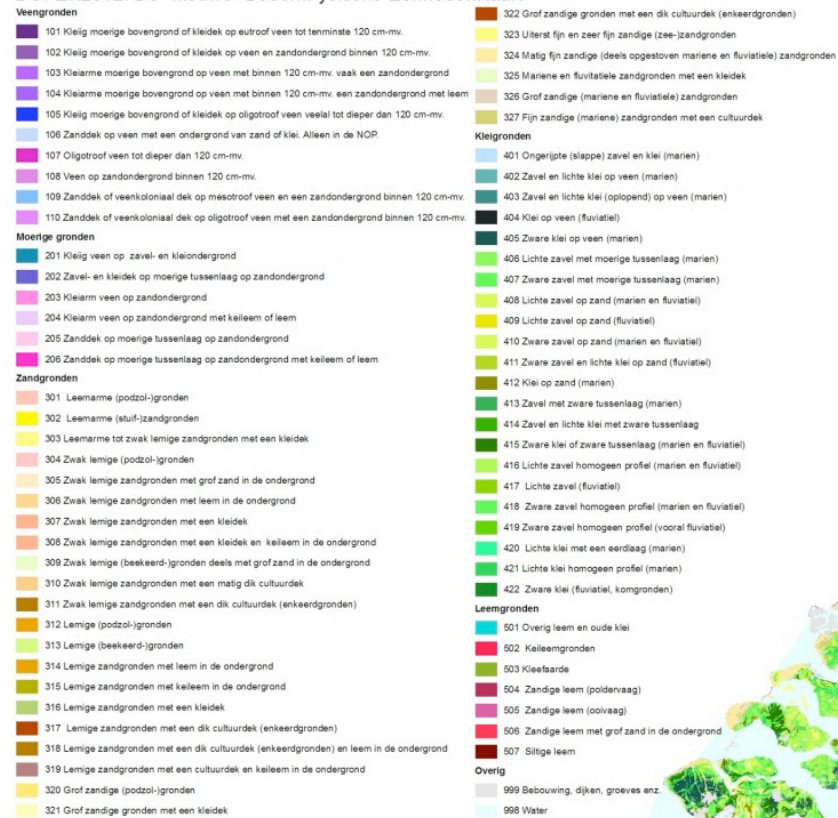 Veengronden
101 Kleiig moerige bovengrond of kleidek op eutroof veen tot tenminste 120 cm-mv.
102 Kleiig moerige bovengrond of kleidek op veen en zandondergrond binnen 120 cm-mv.
103 Kleiarme moerige bovengrond op veen met binnen 120 cm-mv. vaak een zandondergrond
104 Kleiarme moerige bovengrond op veen met binnen 120 cm-mv. een zandondergrond met leem
105 Kleiig moerige bovengrond of kleidek op oligotroof veen veelal tot dieper dan 120 cm-mv.
106 Zanddek op veen met een ondergrond van zand of klei. Alleen in de NOP.
107 Oligotroof veen tot dieper dan 120 cm-mv.
108 Veen op zandondergrond binnen 120 cm-mv.
109 Zanddek of veenkoloniaal dek op mesotroof veen en een zandondergrond binnen 120 cm-mv.
110 Zanddek of veenkoloniaal dek op oligotroof veen met een zandondergrond binnen 120 cm-mv.
Moerige gronden
201 Kleiig veen op zavel- en kleiondergrond
202 Zavel- en kleidek op moerige tussenlaag op zandondergrond
203 Kleiarm veen op zandondergrond
204 Kleiarm veen op zandondergrond met keileem of leem
205 Zanddek op moerige tussenlaag op zandondergrond
206 Zanddek op moerige tussenlaag op zandondergrond met keileem of leem
Zandgronden
301 Leemarme (podzol-)gronden
302 Leemarme (stuif-)zandgronden
303 Leemarme tot zwak lemige zandgronden met een kleidek
304 Zwak lemige (podzol-)gronden
305 Zwak lemige zandgronden met grof zand in de ondergrond
306 Zwak lemige zandgronden met leem in de ondergrond
307 Zwak lemige zandgronden met een kleidek
308 Zwak lemige zandgronden met een kleidek en keileem in de ondergrond
309 Zwak lemige (beekeerd-)gronden deels met grof zand in de ondergrond
310 Zwak lemige zandgronden met een matig dik cultuurdek
311 Zwak lemige zandgronden met een dik cultuurdek (enkeerdgronden)
312 Lemige (podzol-)gronden
313 Lemige (beekeerd-)gronden
314 Lemige zandgronden met leem in de ondergrond
315 Lemige zandgronden met keileem in de ondergrond
316 Lemige zandgronden met een kleidek
317 Lemige zandgronden met een dik cultuurdek (enkeerdgronden)
318 Lemige zandgronden met een dik cultuurdek (enkeerdgronden) en leem in de ondergrond
319 Lemige zandgronden met een cultuurdek en keileem in de ondergrond
320 Grof zandige (podzol-)gronden
321 Grof zandige gronden met een kleidek
322 Grof zandige gronden met een dik cultuurdek (enkeerdgronden)
323 Uiterst fijn en zeer fijn zandige (zee-)zandgronden
324 Matig fijn zandige (deels opgestoven mariene en fluviatiele) zandgronden
325 Mariene en fluvitatiele zandgronden met een kleidek
326 Grof zandige (mariene en fluviatiele) zandgronden
327 Fijn zandige (mariene) zandgronden met een cultuurdek
Kleigronden
401 Ongerijpte (slappe) zavel en klei (marien)
402 Zavel en lichte klei op veen (marien)
403 Zavel en lichte klei (oplopend) op veen (marien)
404 Klei op veen (fluviatiel)
405 Zware klei op veen (marien)
406 Lichte zavel met moerige tussenlaag (marien)
407 Zware zavel met moerige tussenlaag (marien)
408 Lichte zavel op zand (marien en fluviatiel)
409 Lichte zavel op zand (fluviatiel)
410 Zware zavel op zand (marien en fluviatiel)
411 Zware zavel en lichte klei op zand (fluviatiel)
412 Klei op zand (marien)
413 Zavel met zware tussenlaag (marien)
414 Zavel en lichte klei met zware tussenlaag
415 Zware klei of zware tussenlaag (marien en fluviatiel)
416 Lichte zavel homogeen profiel (marien en fluviatiel)
417 Lichte zavel (fluviatiel)
418 Zware zavel homogeen profiel (marien en fluviatiel)
419 Zware zavel homogeen profiel (vooral fluviatiel)
420 Lichte klei met een eerdlaag (marien)
421 Lichte klei homogeen profiel (marien)
422 Zware klei (fluviatiel, komgronden)
Leemgronden
501 Overig leem en oude klei
502 Keileemgronden
503 Kleefaarde
504 Zandige leem (poldervaag)
505 Zandige leem (ooivaag)
506 Zandige leem met grof zand in de ondergrond
507 Siltige leem
Overig
999 Bebouwing, dijken, groeves enz.
998 Water